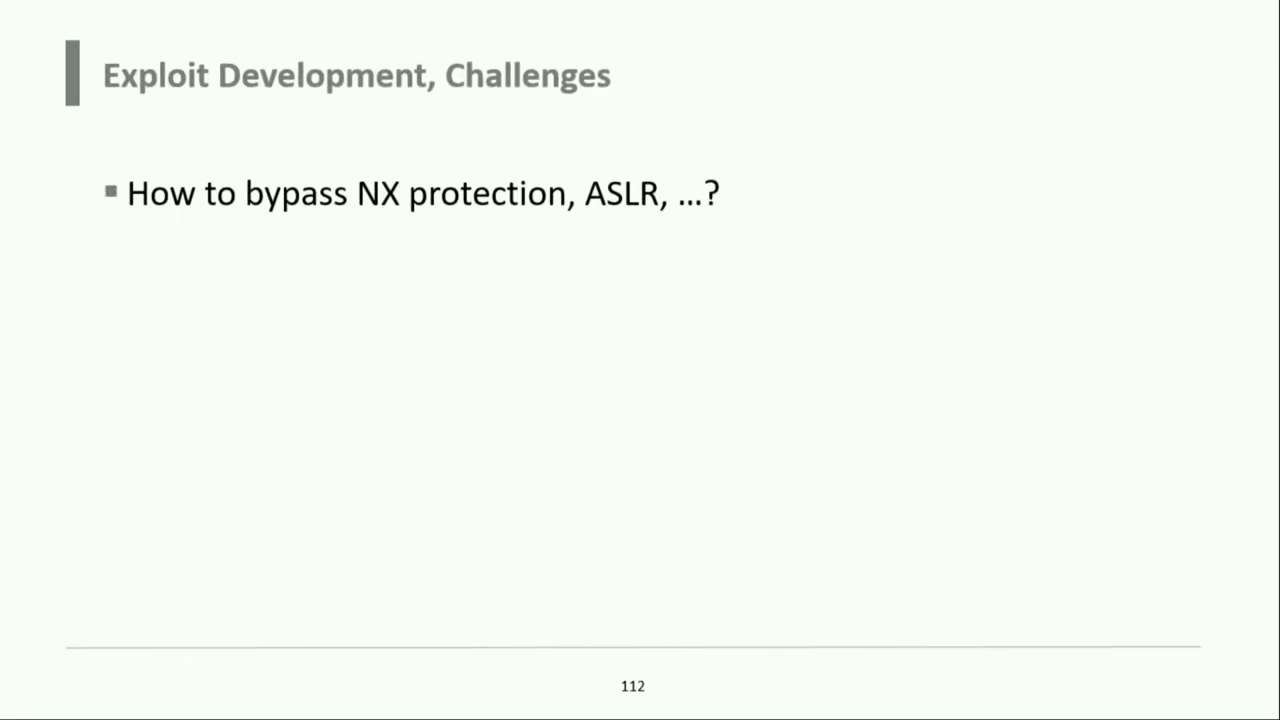 Exploit Development, Challenges
How to bypass NX protection, ASLR, ...?
112